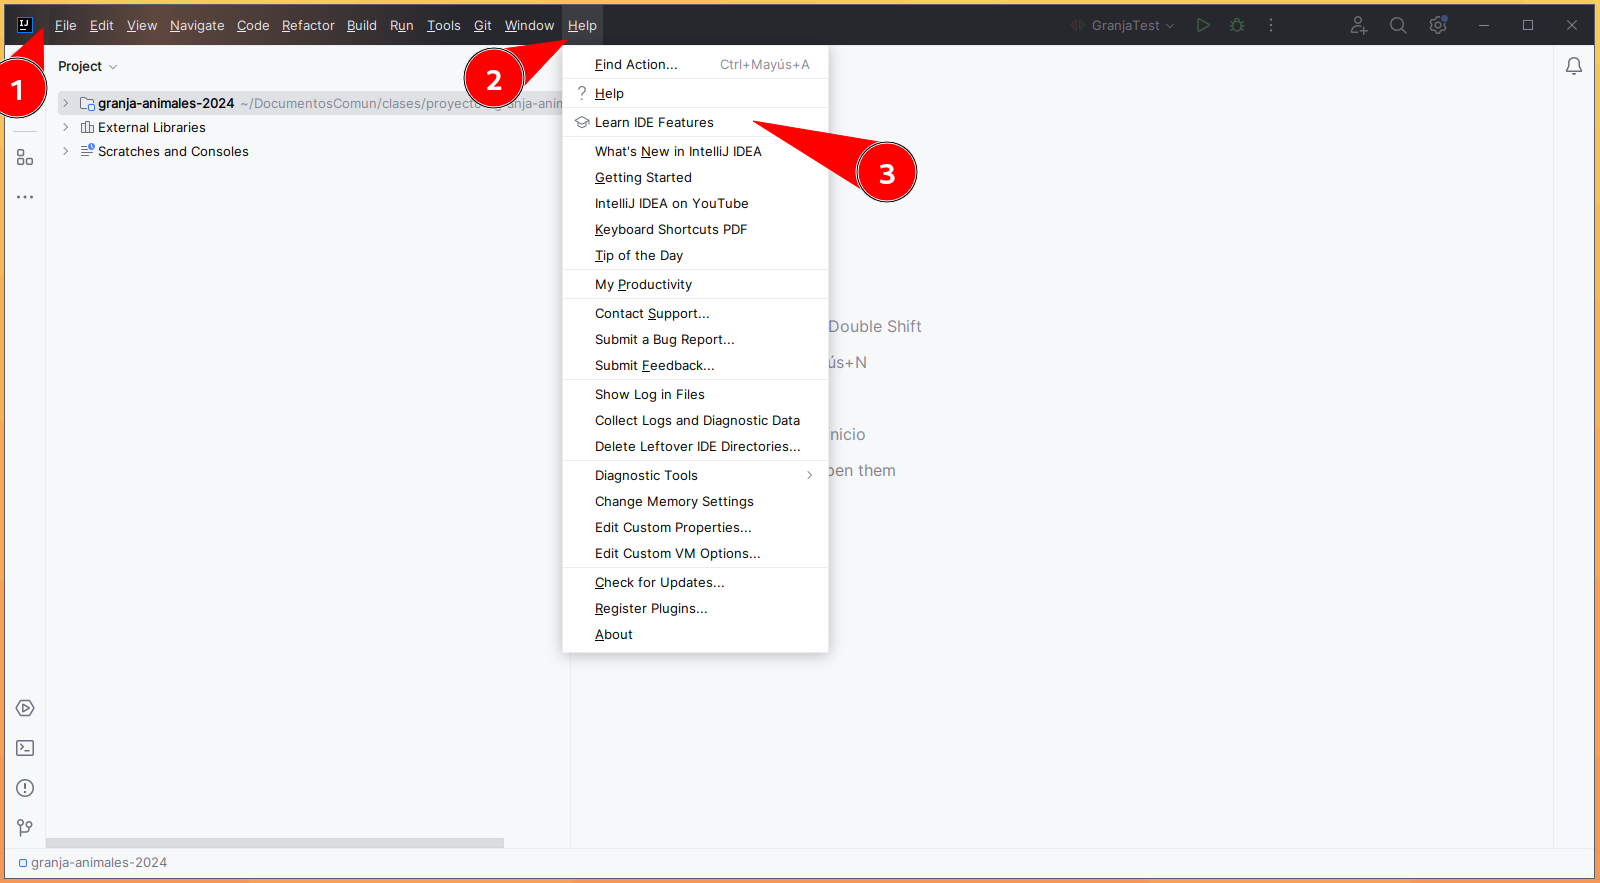 IJ File Edit View Navigate Code Refactor Build Run Tools Git Window Help GranjaTest
1
2
3
Project
granja-animales-2024 ~/DocumentosComun/clases/proyecto
External Libraries
Scratches and Consoles
Find Action... Ctrl+Mayús+A
? Help
Learn IDE Features
What's New in IntelliJ IDEA
Getting Started
IntelliJ IDEA on YouTube
Keyboard Shortcuts PDF
Tip of the Day
My Productivity
Contact Support...
Submit a Bug Report...
Submit Feedback...
Show Log in Files
Collect Logs and Diagnostic Data
Delete Leftover IDE Directories...
Diagnostic Tools
Change Memory Settings
Edit Custom Properties...
Edit Custom VM Options...
Check for Updates...
Register Plugins...
About
Double Shift
ús+N
nicio
pen them
granja-animales-2024